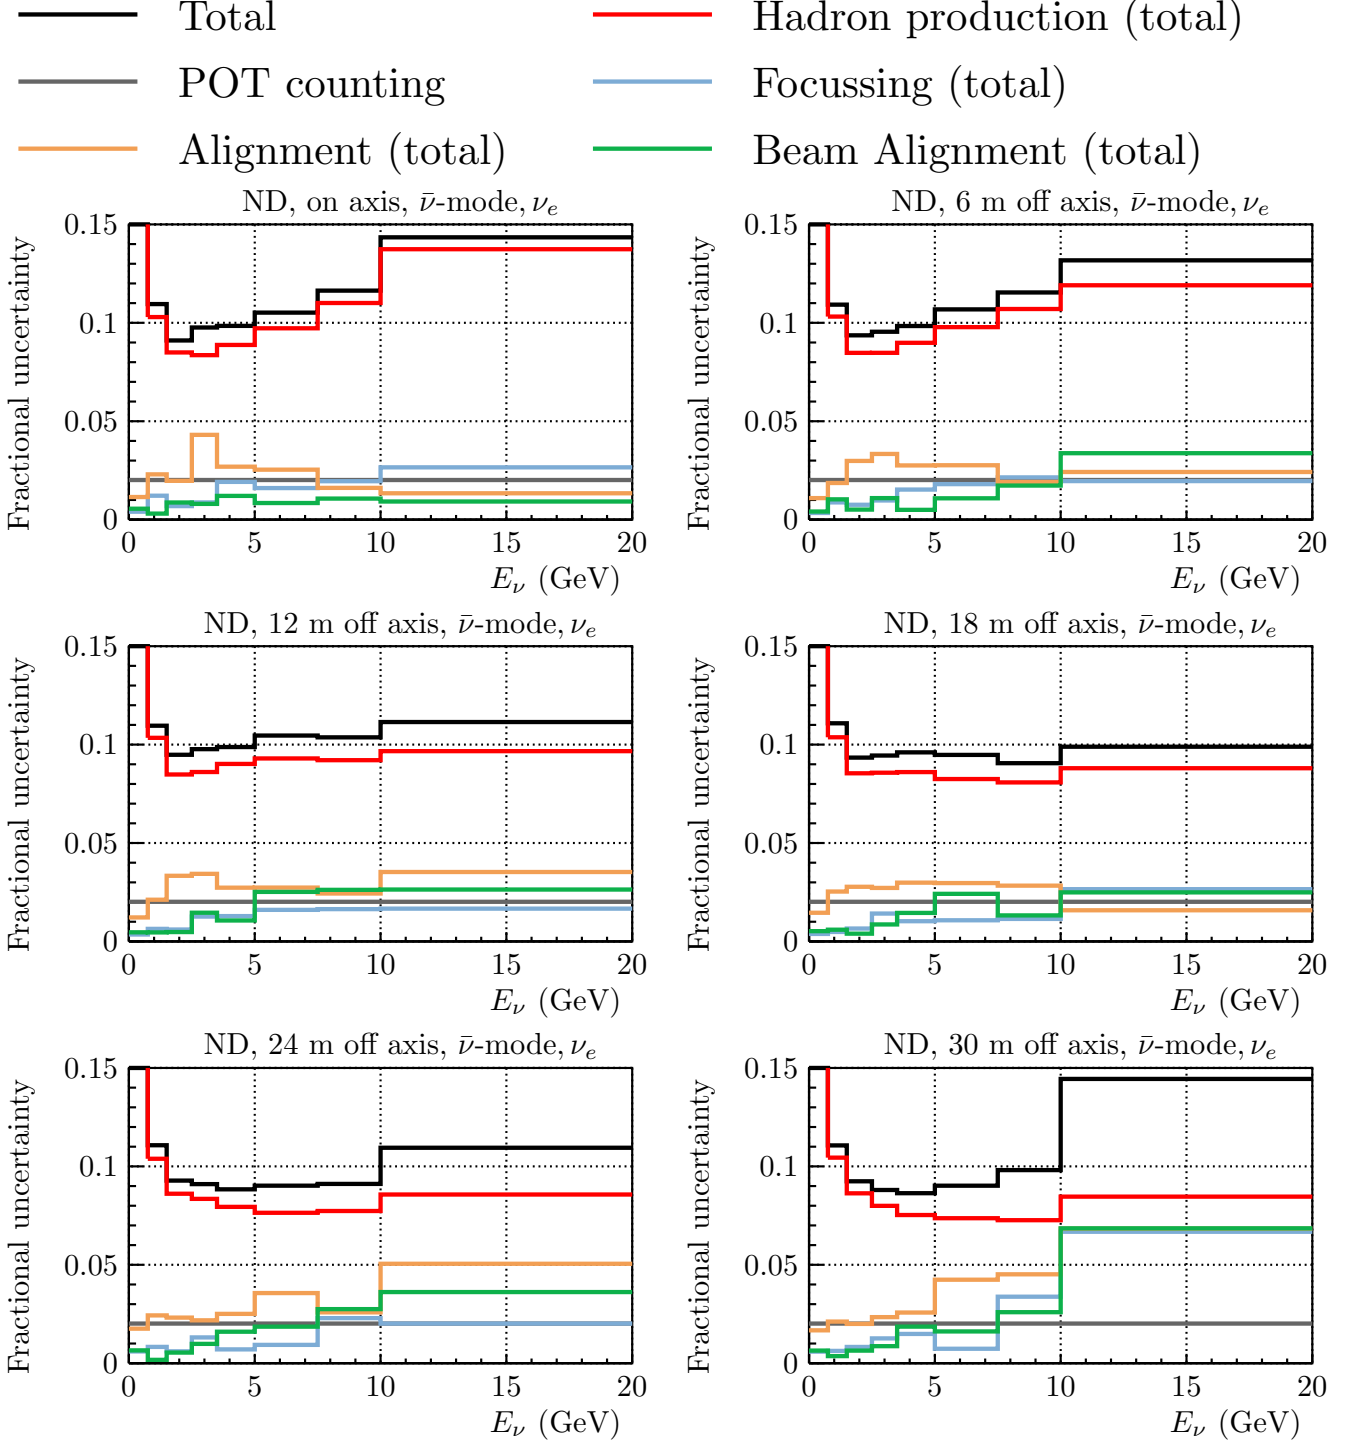 Total Hadron production (total)
POT counting Focussing (total)
Alignment (total) Beam Alignment (total)
ND, on axis, ν̄-mode, νₑ
Fractional uncertainty
0.15
0.1
0.05
0
0 5 10 15 20
E_ν (GeV)
ND, 6 m off axis, ν̄-mode, νₑ
Fractional uncertainty
0.15
0.1
0.05
0
0 5 10 15 20
E_ν (GeV)
ND, 12 m off axis, ν̄-mode, νₑ
Fractional uncertainty
0.15
0.1
0.05
0
0 5 10 15 20
E_ν (GeV)
ND, 18 m off axis, ν̄-mode, νₑ
Fractional uncertainty
0.15
0.1
0.05
0
0 5 10 15 20
E_ν (GeV)
ND, 24 m off axis, ν̄-mode, νₑ
Fractional uncertainty
0.15
0.1
0.05
0
0 5 10 15 20
E_ν (GeV)
ND, 30 m off axis, ν̄-mode, νₑ
Fractional uncertainty
0.15
0.1
0.05
0
0 5 10 15 20
E_ν (GeV)